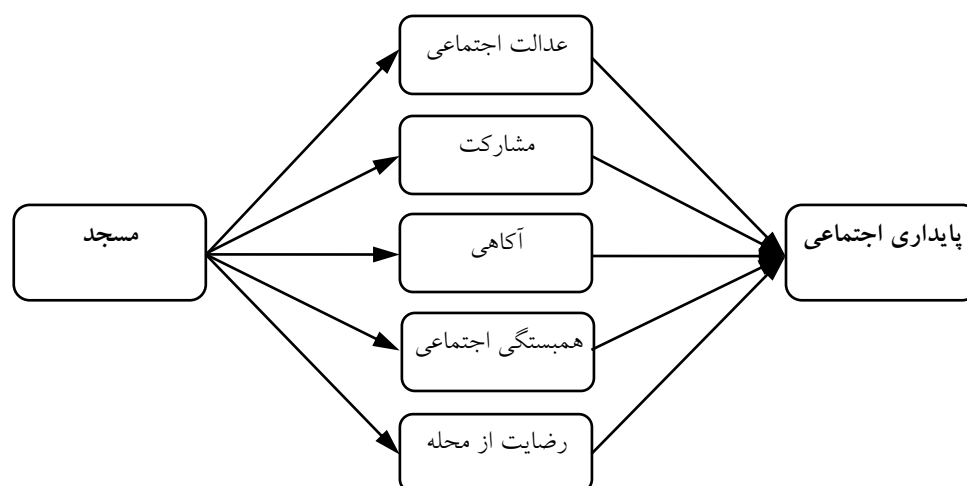 عدالت اجتماعی
مشارکت
مسجد
آکاهی
پایداری اجتماعی
همبستگی اجتماعی
رضایت از محله